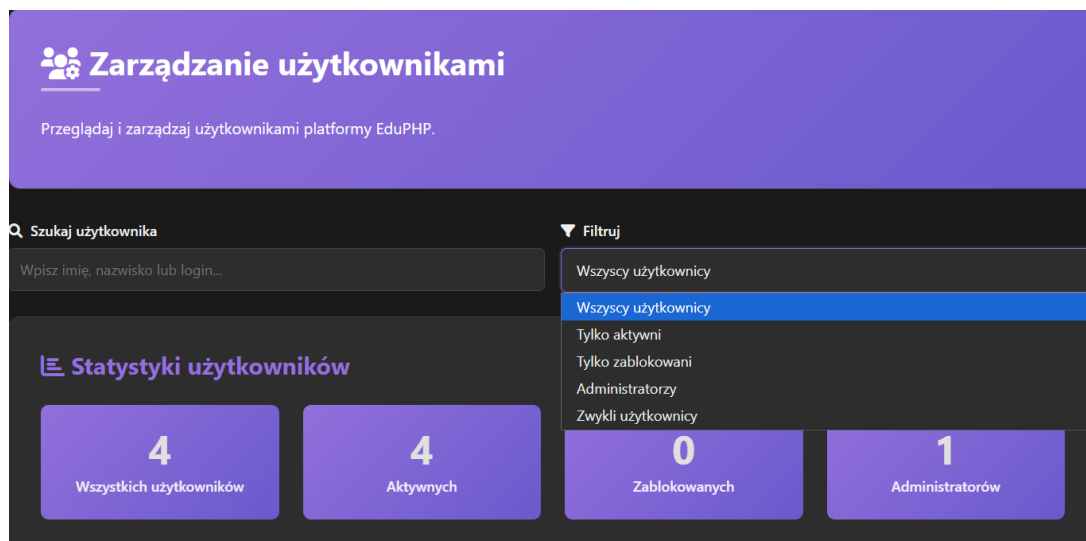 Zarządzanie użytkownikami
Przeglądaj i zarządzaj użytkownikami platformy EduPHP.
Szukaj użytkownika
Wpisz imię, nazwisko lub login...
Filtruj
Wszyscy użytkownicy
Wszyscy użytkownicy
Tylko aktywni
Tylko zablokowani
Administratorzy
Zwykli użytkownicy
Statystyki użytkowników
4
Wszystkich użytkowników
4
Aktywnych
0
Zablokowanych
1
Administratorów